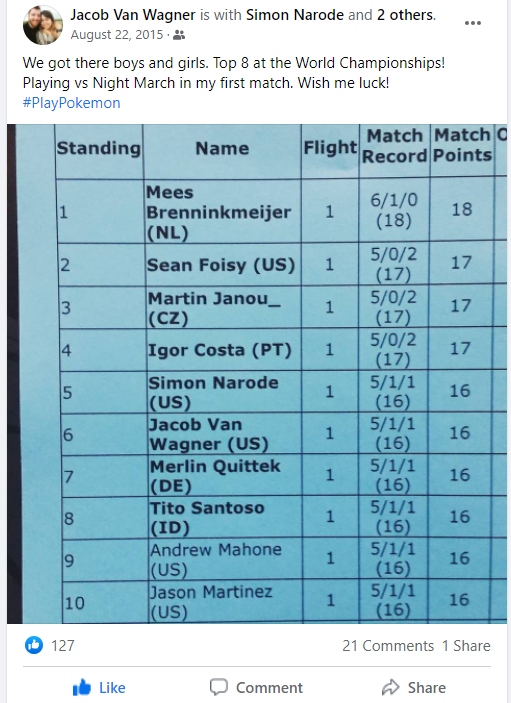 Jacob Van Wagner is with Simon Narode and 2 others.
August 22, 2015 ·
We got there boys and girls. Top 8 at the World Championships!
Playing vs Night March in my first match. Wish me luck!
#PlayPokemon
Standing Name Flight Match Record Match Points
1 Mees Brenninkmeijer (NL) 1 6/1/0 (18) 18
2 Sean Foisy (US) 1 5/0/2 (17) 17
3 Martin Janou_ (CZ) 1 5/0/2 (17) 17
4 Igor Costa (PT) 1 5/0/2 (17) 17
5 Simon Narode (US) 1 5/1/1 (16) 16
6 Jacob Van Wagner (US) 1 5/1/1 (16) 16
7 Merlin Quittek (DE) 1 5/1/1 (16) 16
8 Tito Santoso (ID) 1 5/1/1 (16) 16
9 Andrew Mahone (US) 1 5/1/1 (16) 16
10 Jason Martinez (US) 1 5/1/1 (16) 16
127 21 Comments 1 Share
Like Comment Share